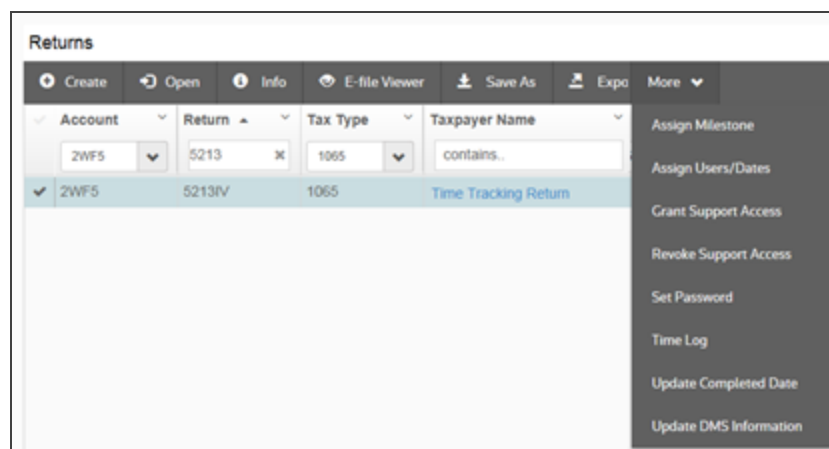 Returns
Create Open Info E-file Viewer Save As Expo More
Account Return Tax Type Taxpayer Name
2WF5 5213 1065 contains..
2WF5 5213IV 1065 Time Tracking Return
Assign Milestone
Assign Users/Dates
Grant Support Access
Revoke Support Access
Set Password
Time Log
Update Completed Date
Update DMS Information